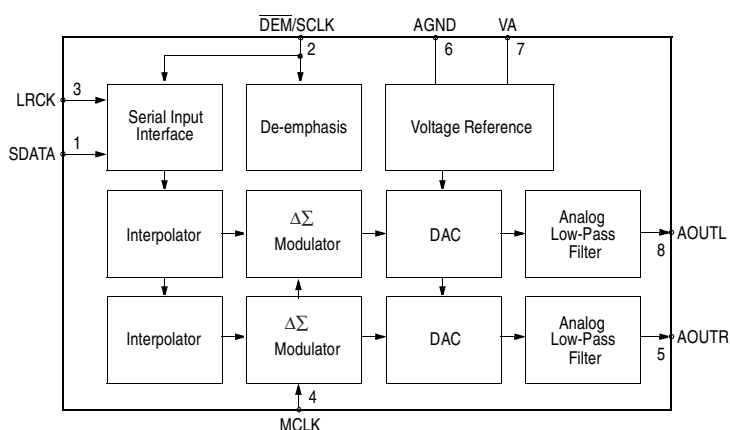 DEM/SCLK AGND VA
2 6 7
LRCK 3
Serial Input
Interface
De-emphasis
Voltage Reference
SDATA 1
Interpolator
ΔΣ
Modulator
DAC
Analog
Low-Pass
Filter
8 AOUTL
Interpolator
ΔΣ
Modulator
DAC
Analog
Low-Pass
Filter
5 AOUTR
4
MCLK